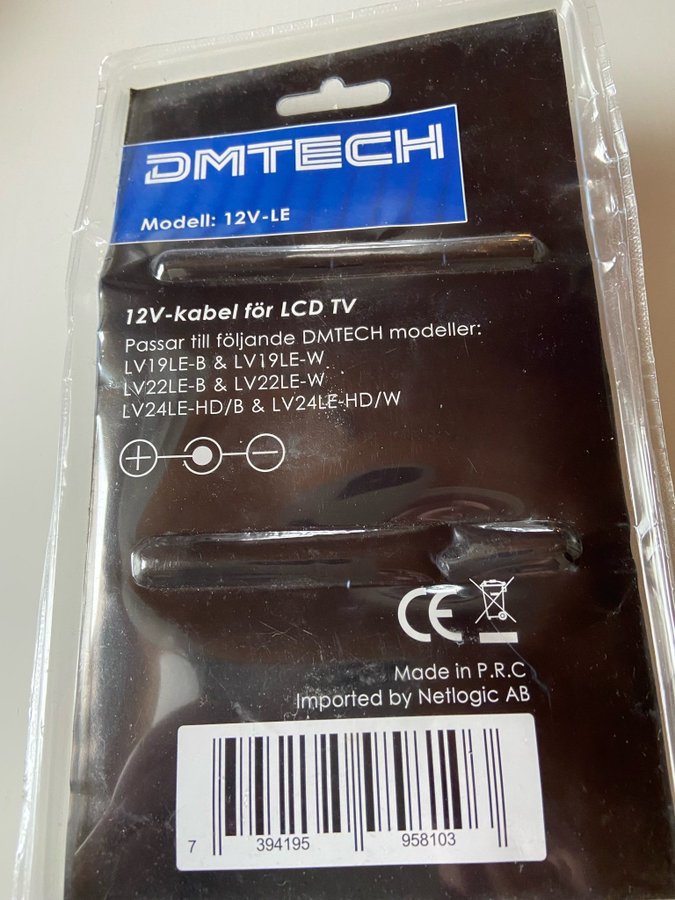 DMTECH
Modell: 12V-LE
12V-kabel för LCD TV
Passar till följande DMTECH modeller:
LV19LE-B & LV19LE-W
LV22LE-B & LV22LE-W
LV24LE-HD/B & LV24LE-HD/W
CE
Made in P.R.C
Imported by Netlogic AB
7 394195 958103